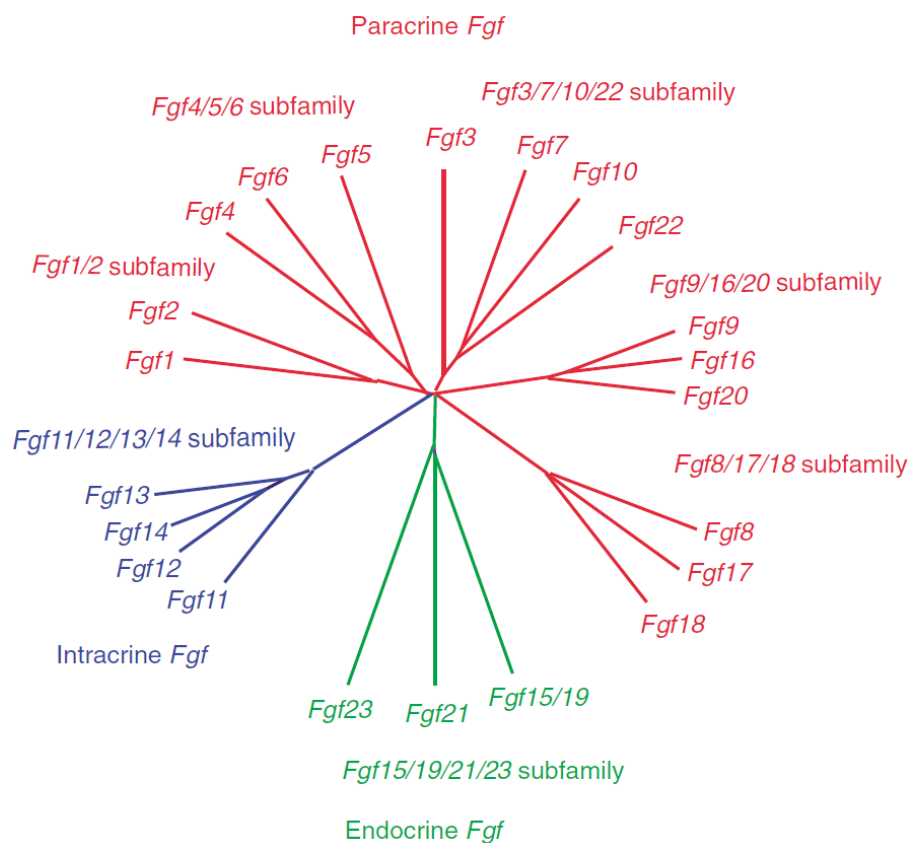 Paracrine Fgf
Fgf4/5/6 subfamily
Fgf3/7/10/22 subfamily
Fgf3
Fgf7
Fgf5
Fgf10
Fgf6
Fgf4
Fgf22
Fgf1/2 subfamily
Fgf9/16/20 subfamily
Fgf2
Fgf9
Fgf1
Fgf16
Fgf20
Fgf11/12/13/14 subfamily
Fgf8/17/18 subfamily
Fgf13
Fgf14
Fgf8
Fgf12
Fgf17
Fgf11
Fgf18
Intracrine Fgf
Fgf23
Fgf21
Fgf15/19
Fgf15/19/21/23 subfamily
Endocrine Fgf